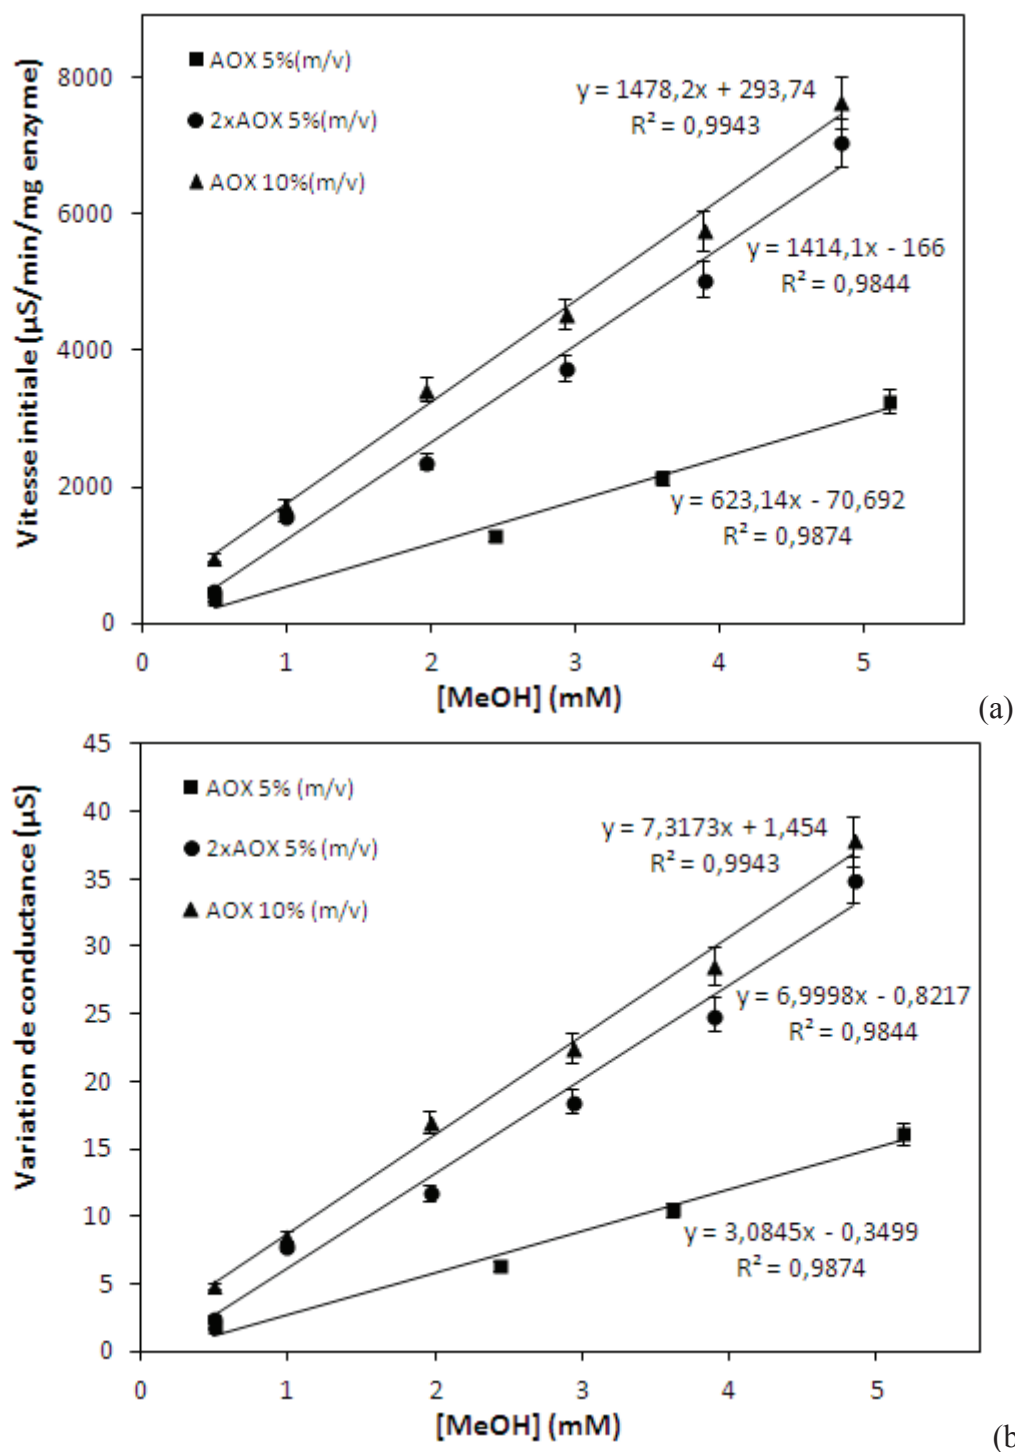 AOX 5%(m/v)
2xAOX 5%(m/v)
AOX 10%(m/v)
y = 1478,2x + 293,74
R² = 0,9943
y = 1414,1x - 166
R² = 0,9844
y = 623,14x - 70,692
R² = 0,9874
Vitesse initiale (µS/min/mg enzyme)
8000
6000
4000
2000
0
0 1 2 3 4 5
[MeOH] (mM)
(a)
AOX 5% (m/v)
2xAOX 5% (m/v)
AOX 10% (m/v)
y = 7,3173x + 1,454
R² = 0,9943
y = 6,9998x - 0,8217
R² = 0,9844
y = 3,0845x - 0,3499
R² = 0,9874
Variation de conductance (µS)
45
40
35
30
25
20
15
10
5
0
0 1 2 3 4 5
[MeOH] (mM)
(b